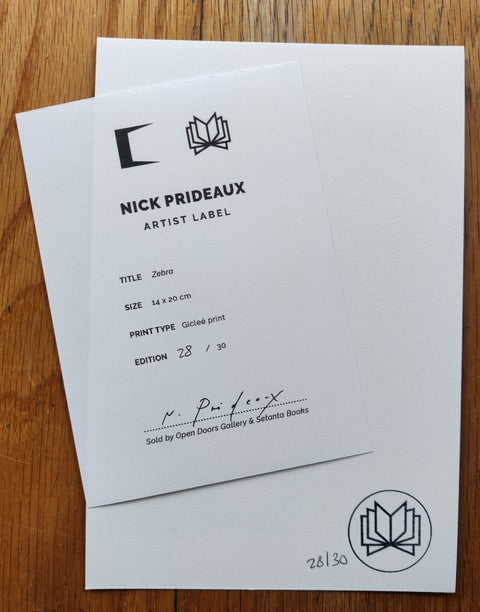 NICK PRIDEAUX
ARTIST LABEL
TITLE Zebra
SIZE 14 x 20 cm
PRINT TYPE Gicleé print
EDITION 28 / 30
N. Prideaux
Sold by Open Doors Gallery & Setanta Books
28/30